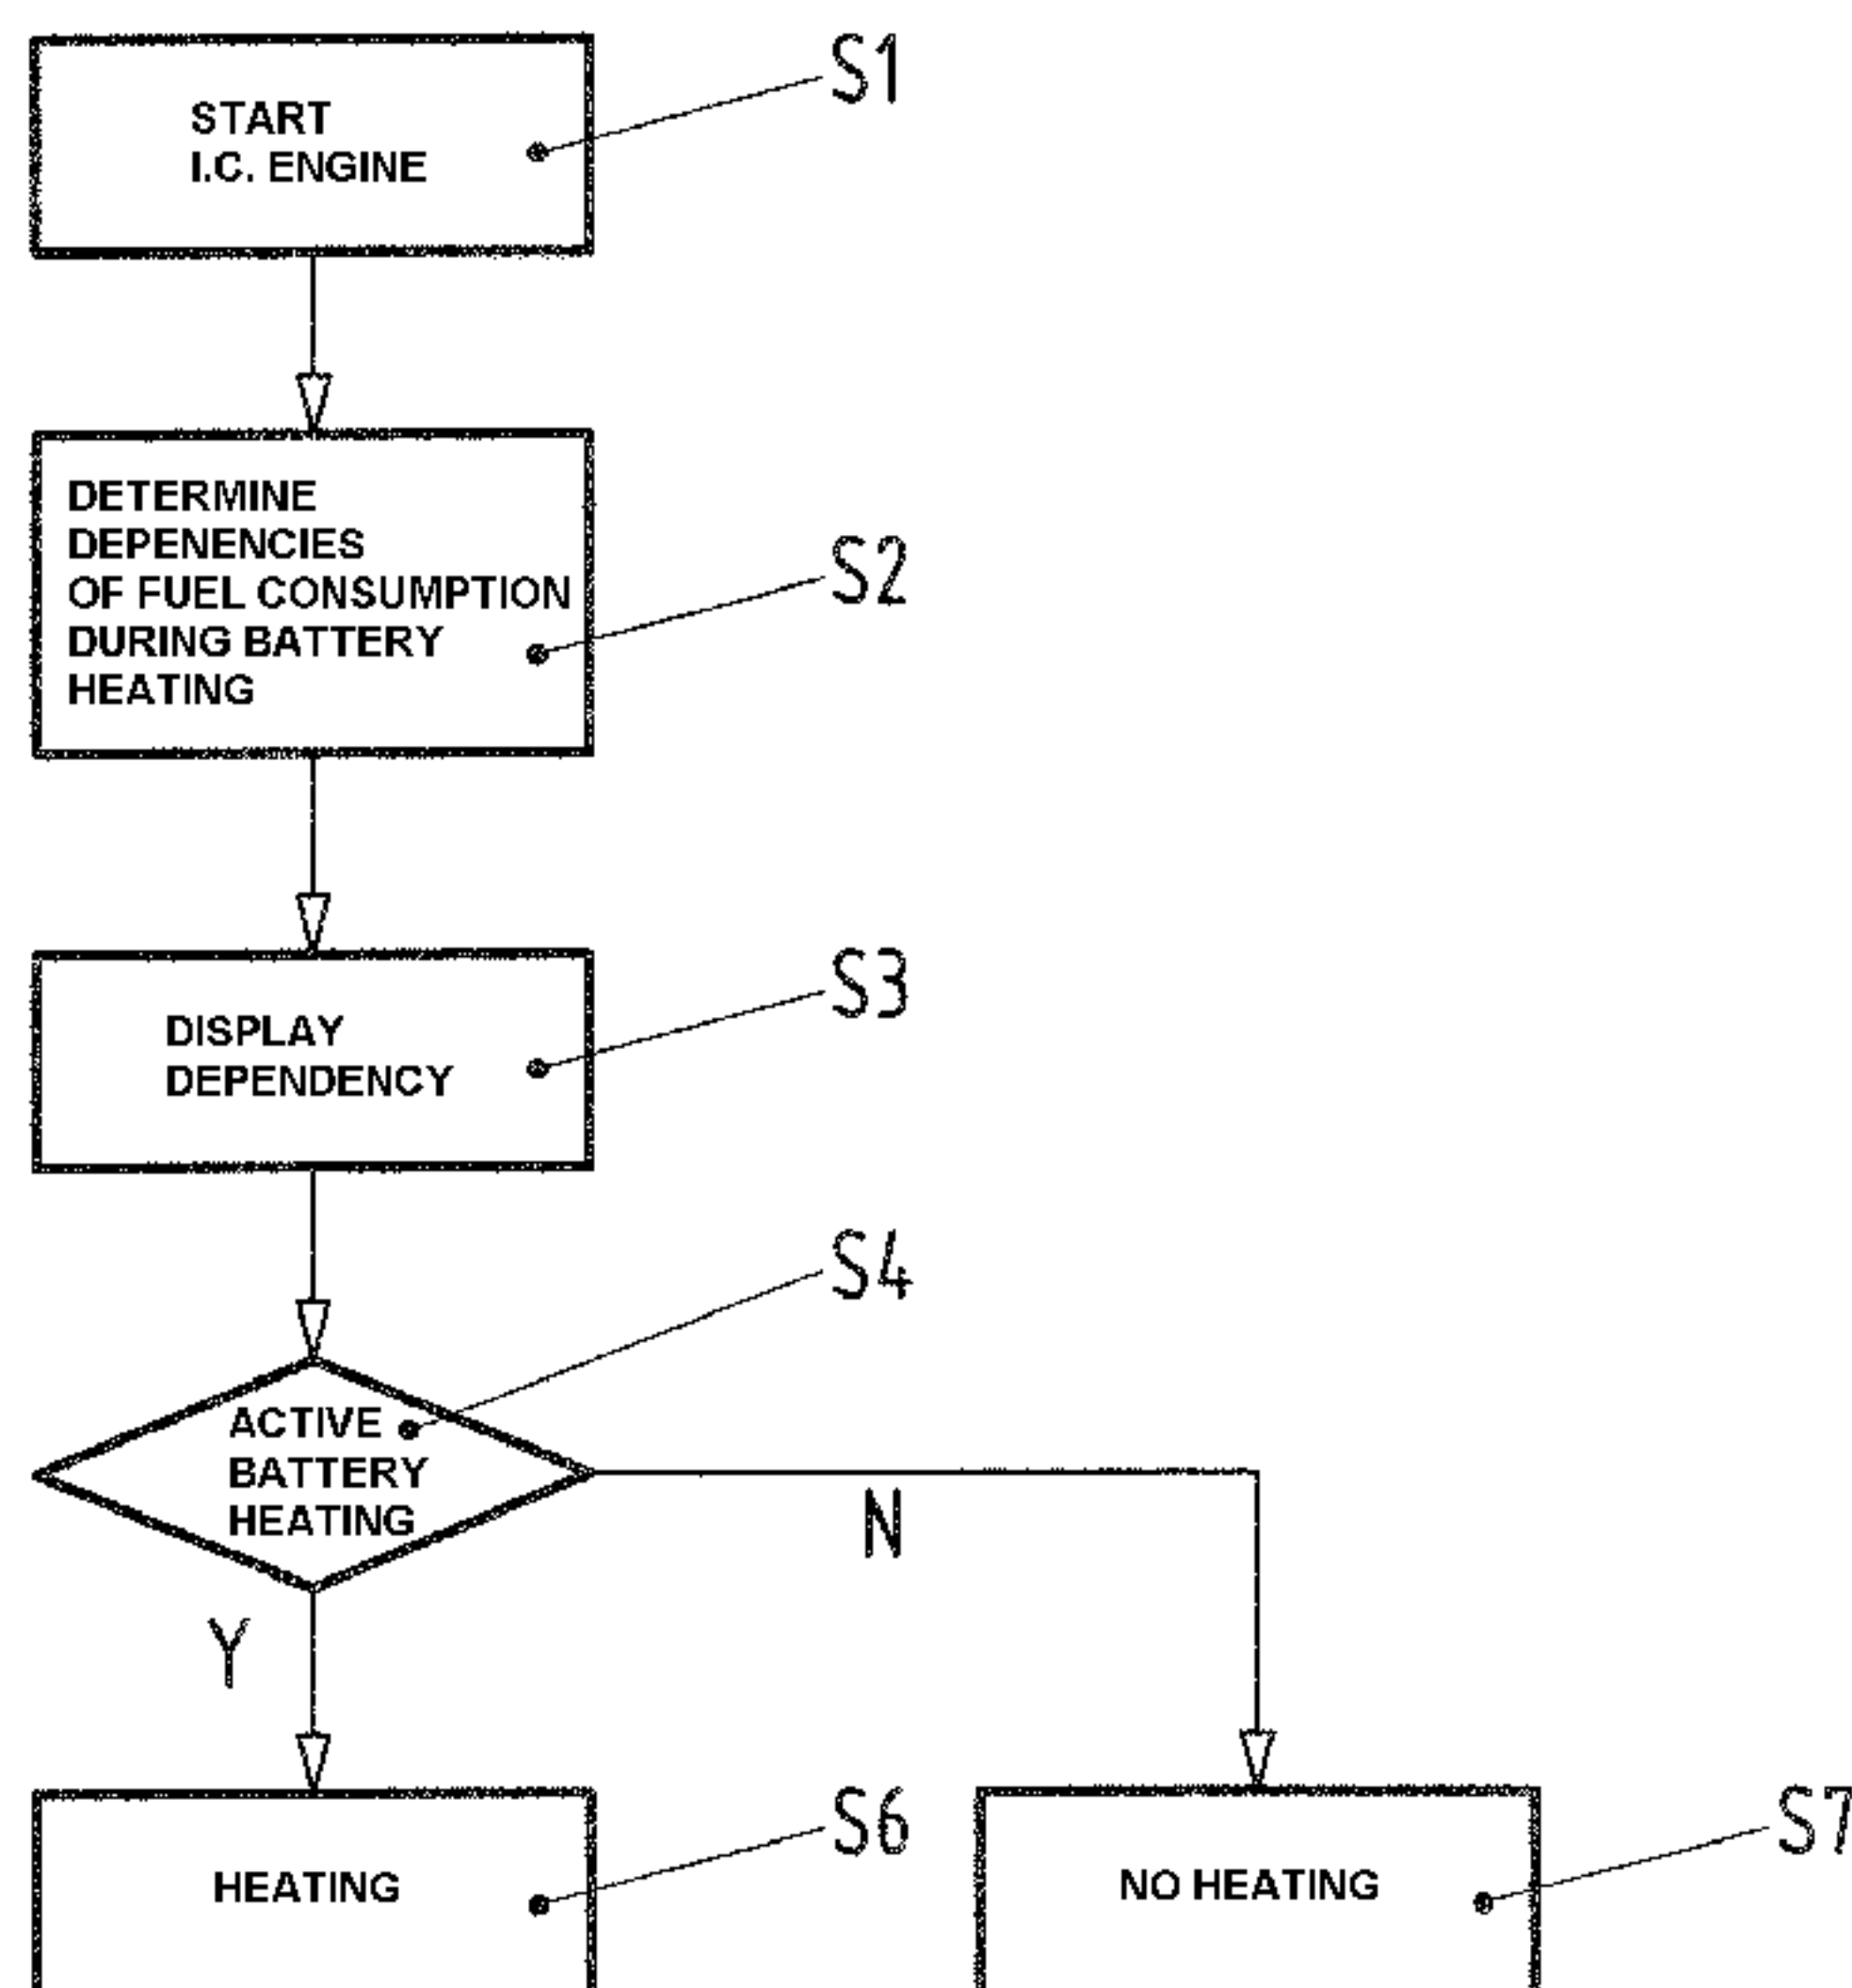 START
I.C. ENGINE
S1
DETERMINE
DEPENENCIES
OF FUEL CONSUMPTION
DURING BATTERY
HEATING
S2
DISPLAY
DEPENDENCY
S3
S4
ACTIVE
BATTERY
HEATING
N
Y
HEATING
S6
NO HEATING
S7